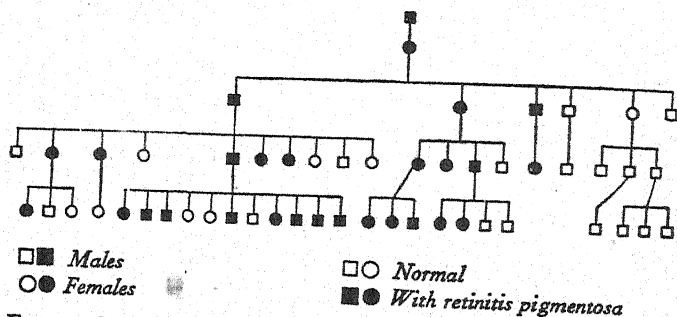 Males
Females
Normal
With retinitis pigmentosa